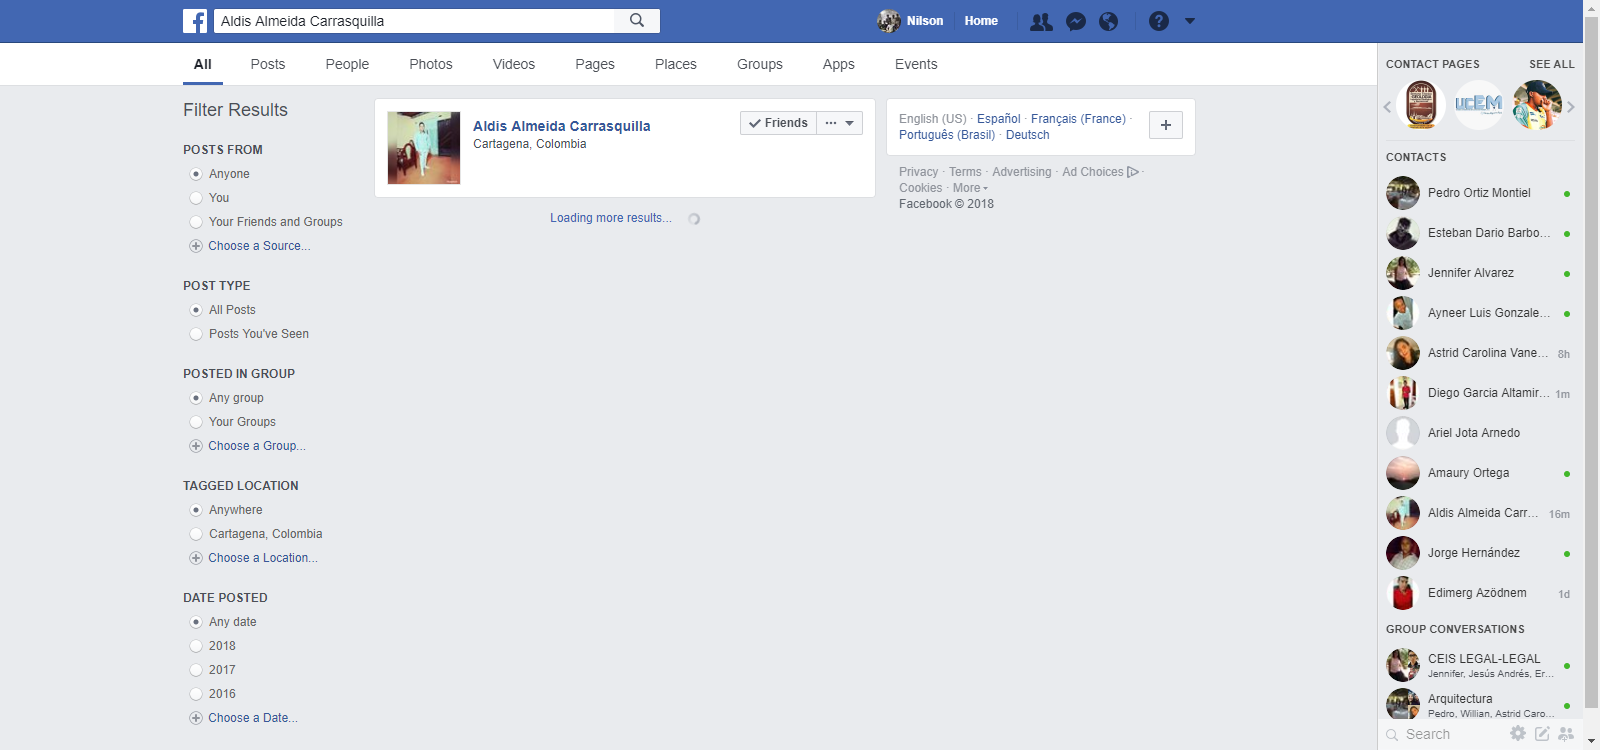 Aldis Almeida Carrasquilla
Nilson
Home
All
Posts
People
Photos
Videos
Pages
Places
Groups
Apps
Events
Filter Results
POSTS FROM
Anyone
You
Your Friends and Groups
Choose a Source...
POST TYPE
All Posts
Posts You've Seen
POSTED IN GROUP
Any group
Your Groups
Choose a Group...
TAGGED LOCATION
Anywhere
Cartagena, Colombia
Choose a Location...
DATE POSTED
Any date
2018
2017
2016
Choose a Date...
Aldis Almeida Carrasquilla
Cartagena, Colombia
Friends
Loading more results...
English (US) · Español · Français (France) ·
Português (Brasil) · Deutsch
Privacy · Terms · Advertising · Ad Choices ·
Cookies · More
Facebook © 2018
CONTACT PAGES SEE ALL
UCEM
CONTACTS
Pedro Ortiz Montiel
Esteban Dario Barbo...
Jennifer Alvarez
Ayneer Luis Gonzale...
Astrid Carolina Vane... 8h
Diego Garcia Altamir... 1m
Ariel Jota Arnedo
Amaury Ortega
Aldis Almeida Carr... 16m
Jorge Hernández
Edimerg Azödnem 1d
GROUP CONVERSATIONS
CEIS LEGAL-LEGAL
Jennifer, Jesús Andrés, Er...
Arquitectura
Pedro, Willian, Astrid Caro...
Search